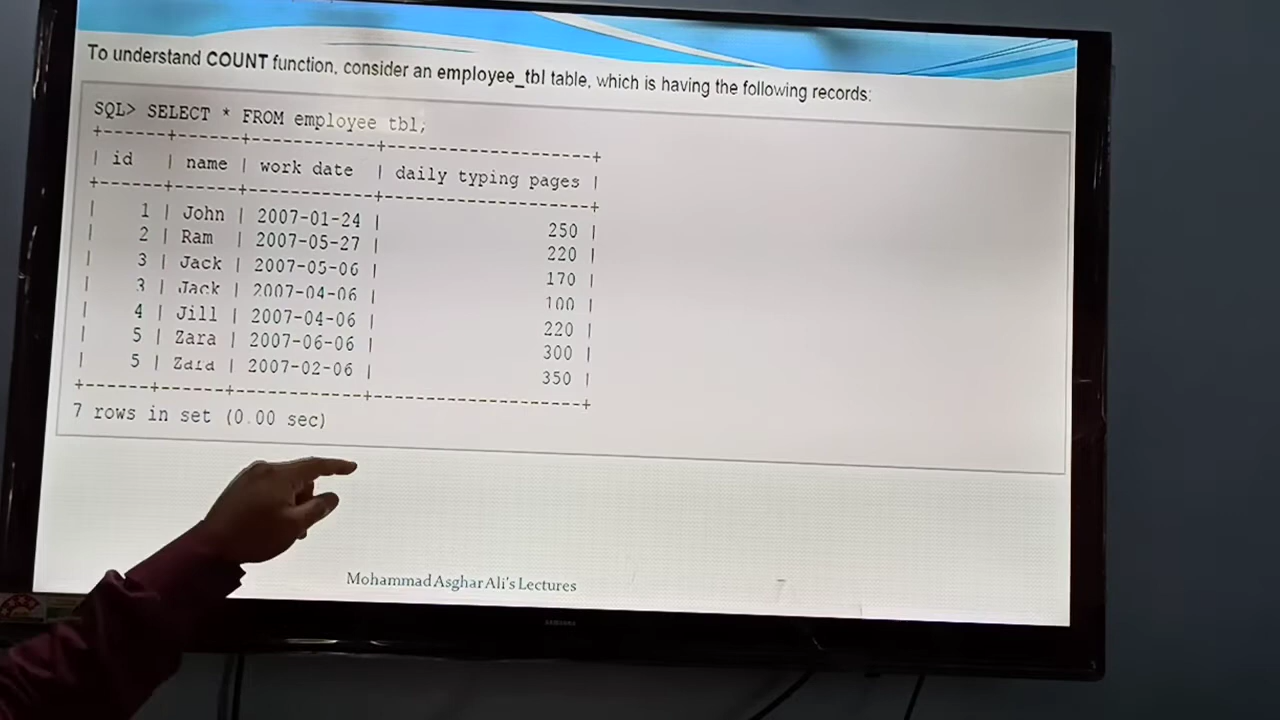 To understand COUNT function, consider an employee_tbl table, which is having the following records:
SQL> SELECT * FROM employee tbl;
+------+------+------------+--------------------+
| id | name | work date | daily typing pages |
+------+------+------------+--------------------+
| 1 | John | 2007-01-24 | 250 |
| 2 | Ram | 2007-05-27 | 220 |
| 3 | Jack | 2007-05-06 | 170 |
| 3 | Jack | 2007-04-06 | 100 |
| 4 | Jill | 2007-04-06 | 220 |
| 5 | Zara | 2007-06-06 | 300 |
| 5 | 2007-02-06 | 350 |
+------+------+------------+--------------------+
7 rows in set (0.00 sec)
Mohammad Asghar Ali's Lectures
7
SAMSUNG